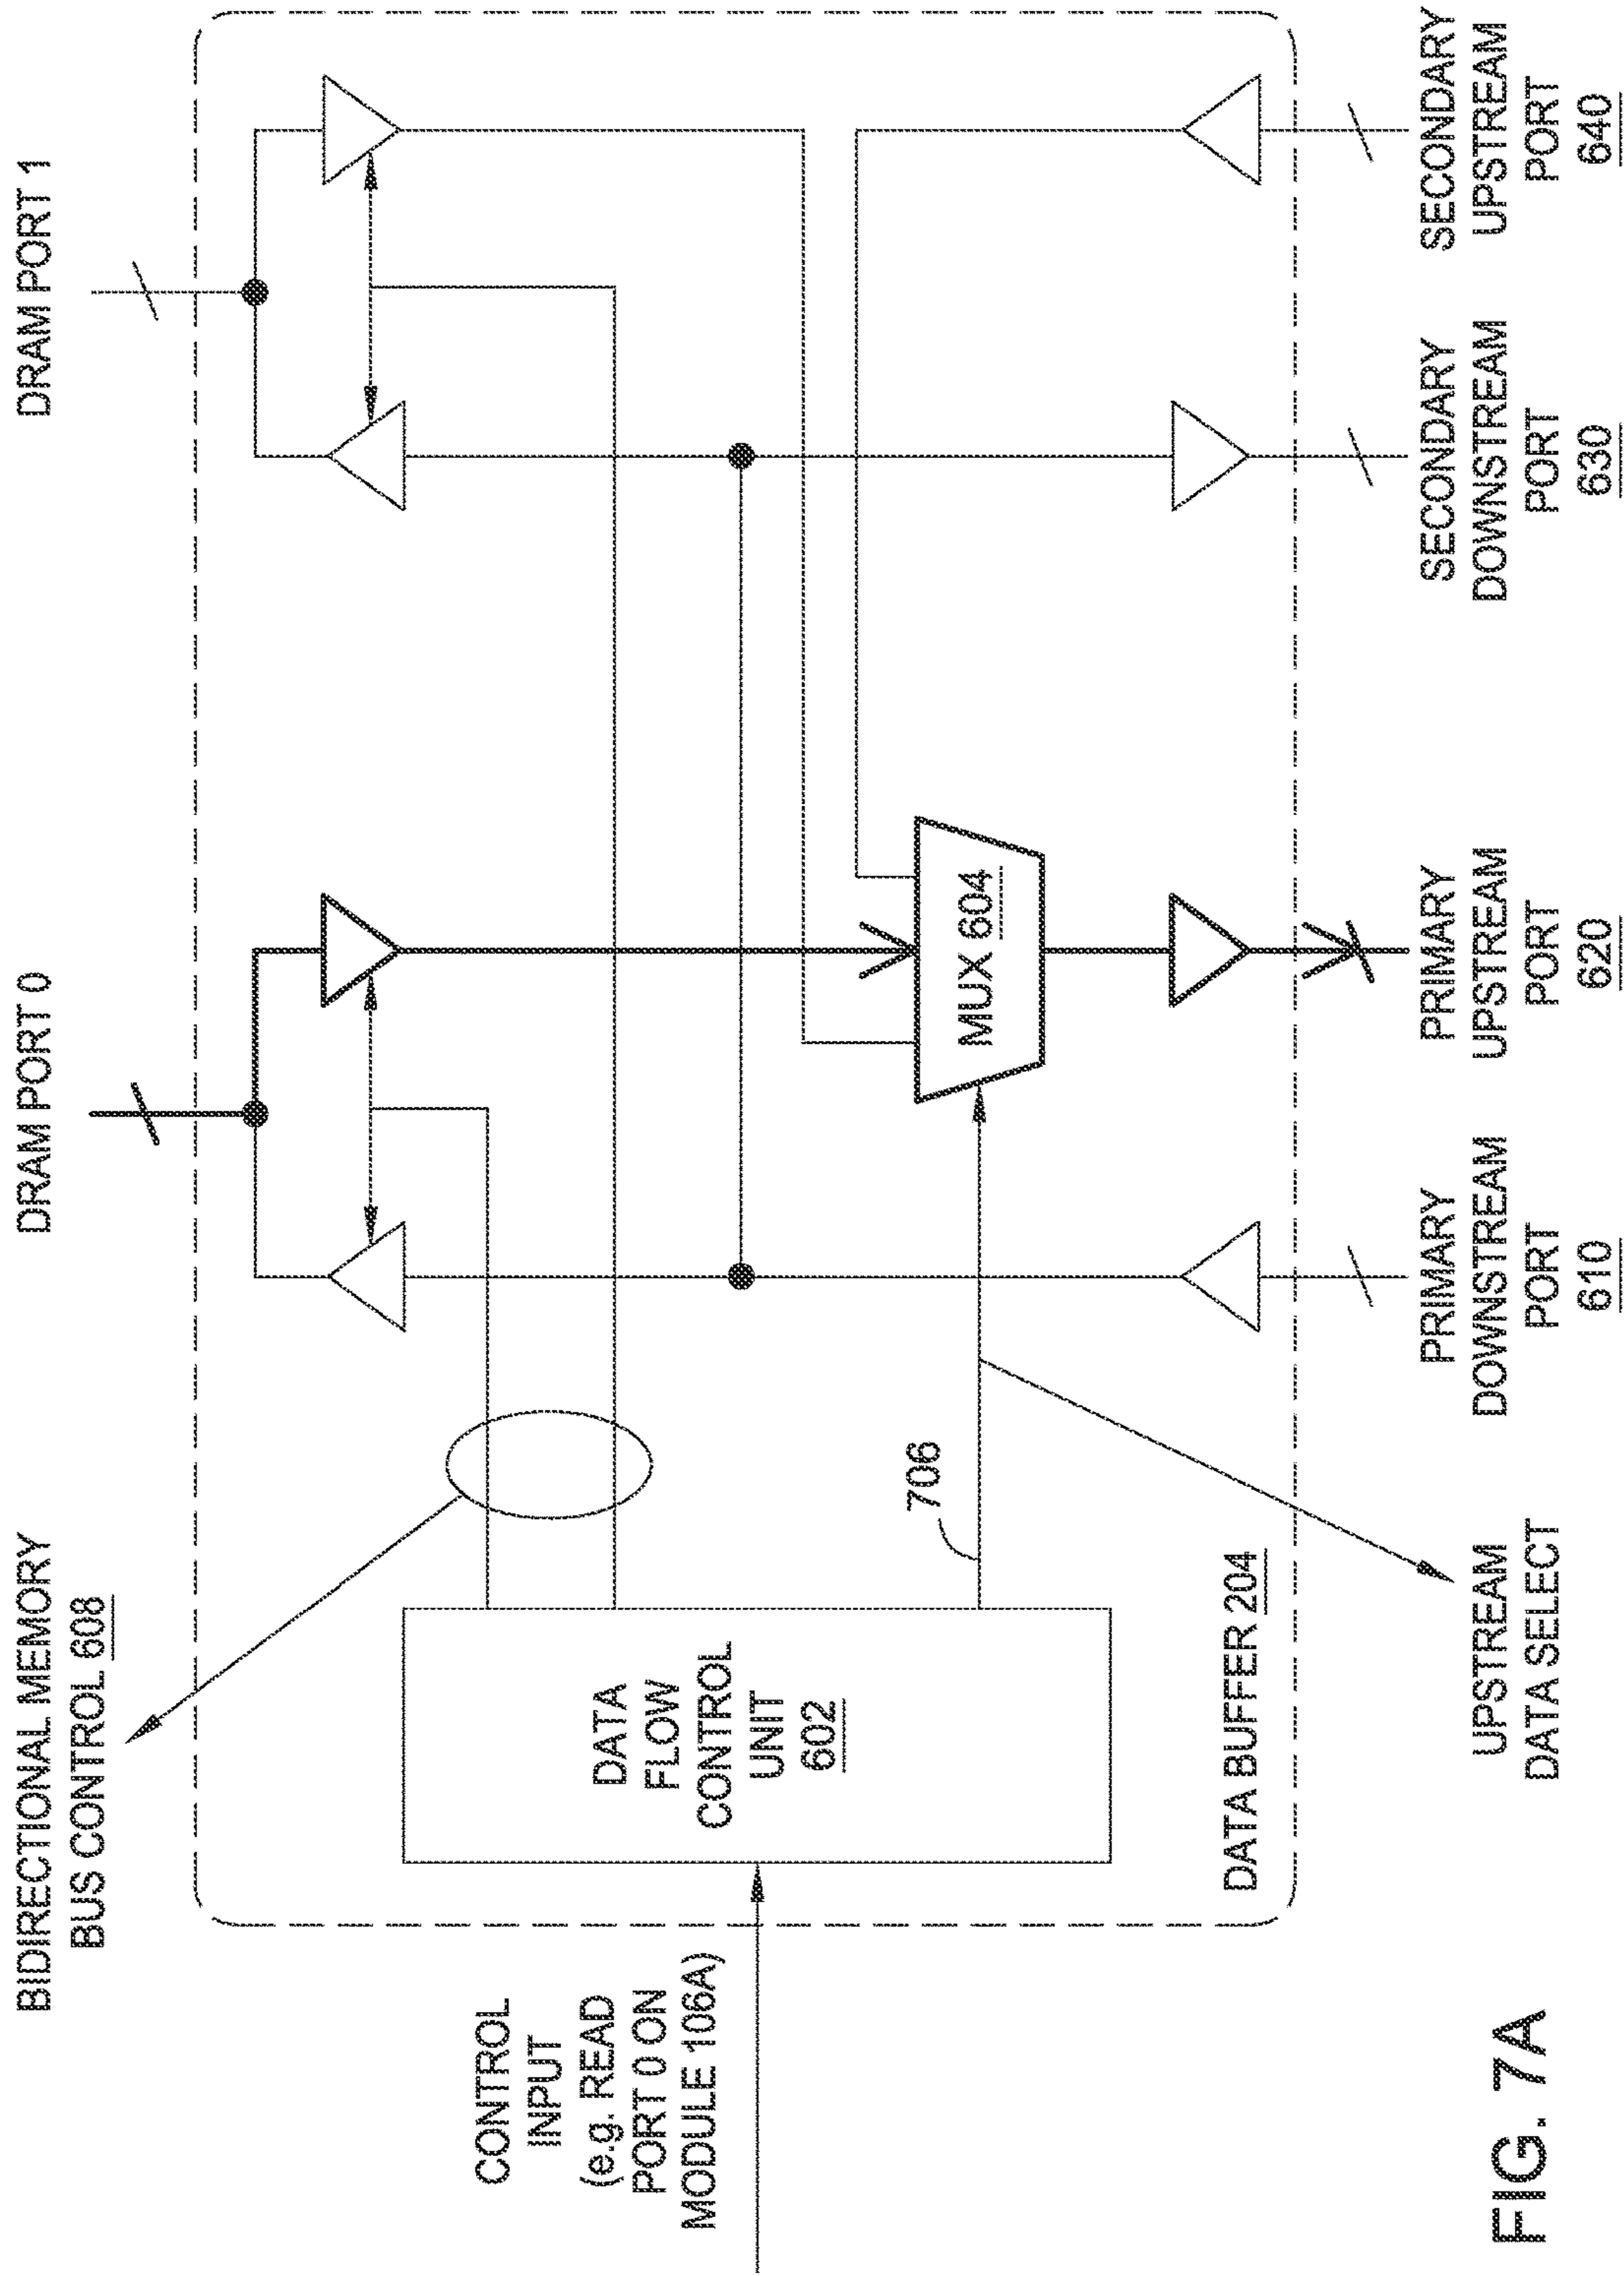 BIDIRECTIONAL MEMORY
BUS CONTROL 608
DRAM PORT 0
DRAM PORT 1
CONTROL
INPUT
(e.g. READ
PORT 0 ON
MODULE 106A)
DATA
FLOW
CONTROL
UNIT
602
706
MUX 604
DATA BUFFER 204
UPSTREAM
DATA SELECT
PRIMARY
DOWNSTREAM
PORT
610
PRIMARY
UPSTREAM
PORT
620
SECONDARY
DOWNSTREAM
PORT
630
SECONDARY
UPSTREAM
PORT
640
FIG. 7A